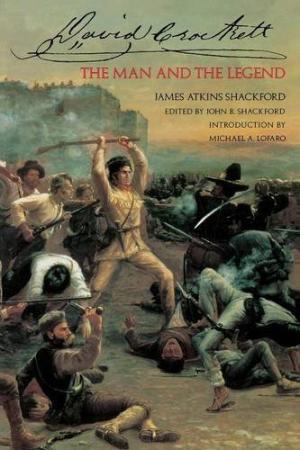 David Crockett
THE MAN AND THE LEGEND
JAMES ATKINS SHACKFORD
EDITED BY JOHN B. SHACKFORD
INTRODUCTION BY
MICHAEL A. LOFARO